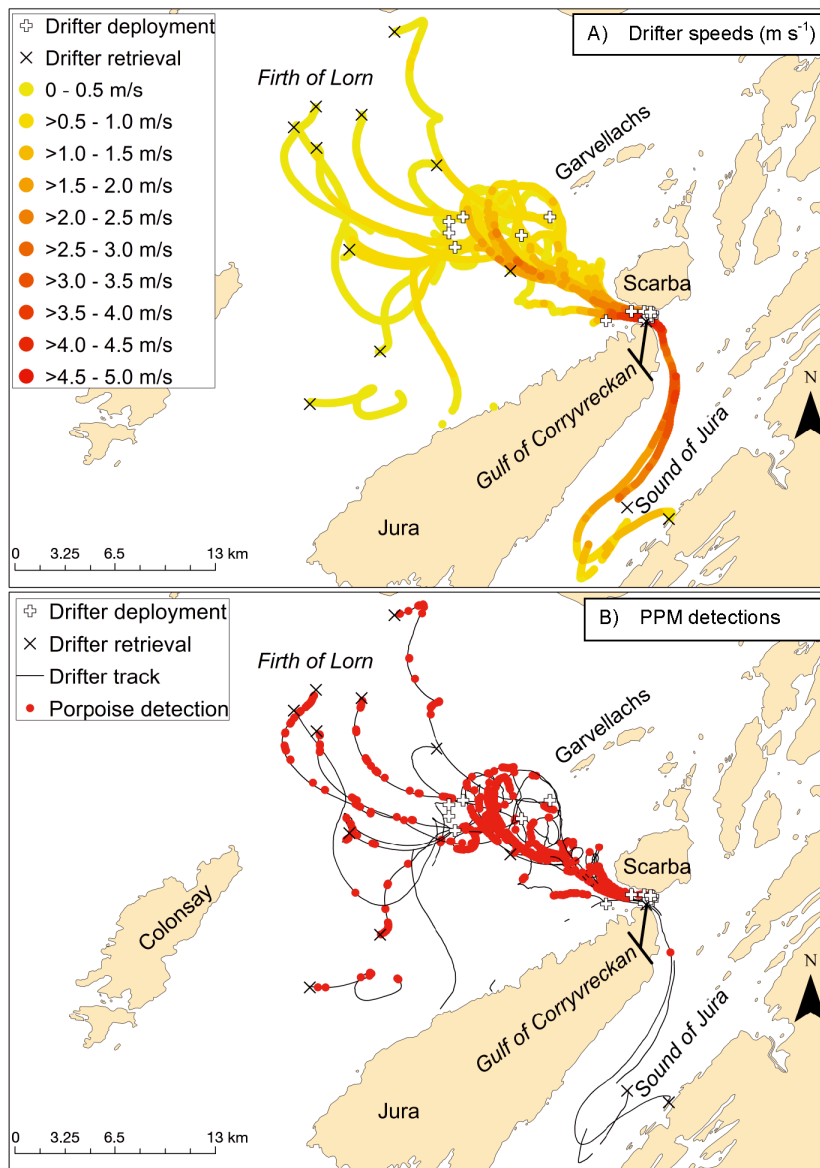 A) Drifter speeds (m s⁻¹)
Drifter deployment
Drifter retrieval
0 - 0.5 m/s
>0.5 - 1.0 m/s
>1.0 - 1.5 m/s
>1.5 - 2.0 m/s
>2.0 - 2.5 m/s
>2.5 - 3.0 m/s
>3.0 - 3.5 m/s
>3.5 - 4.0 m/s
>4.0 - 4.5 m/s
>4.5 - 5.0 m/s
Firth of Lorn
Garvellachs
Scarba
Gulf of Corryvreckan
Sound of Jura
Jura
N
0 3.25 6.5 13 km
B) PPM detections
Drifter deployment
Drifter retrieval
Drifter track
Porpoise detection
Firth of Lorn
Garvellachs
Scarba
Colonsay
Gulf of Corryvreckan
Sound of Jura
Jura
N
0 3.25 6.5 13 km